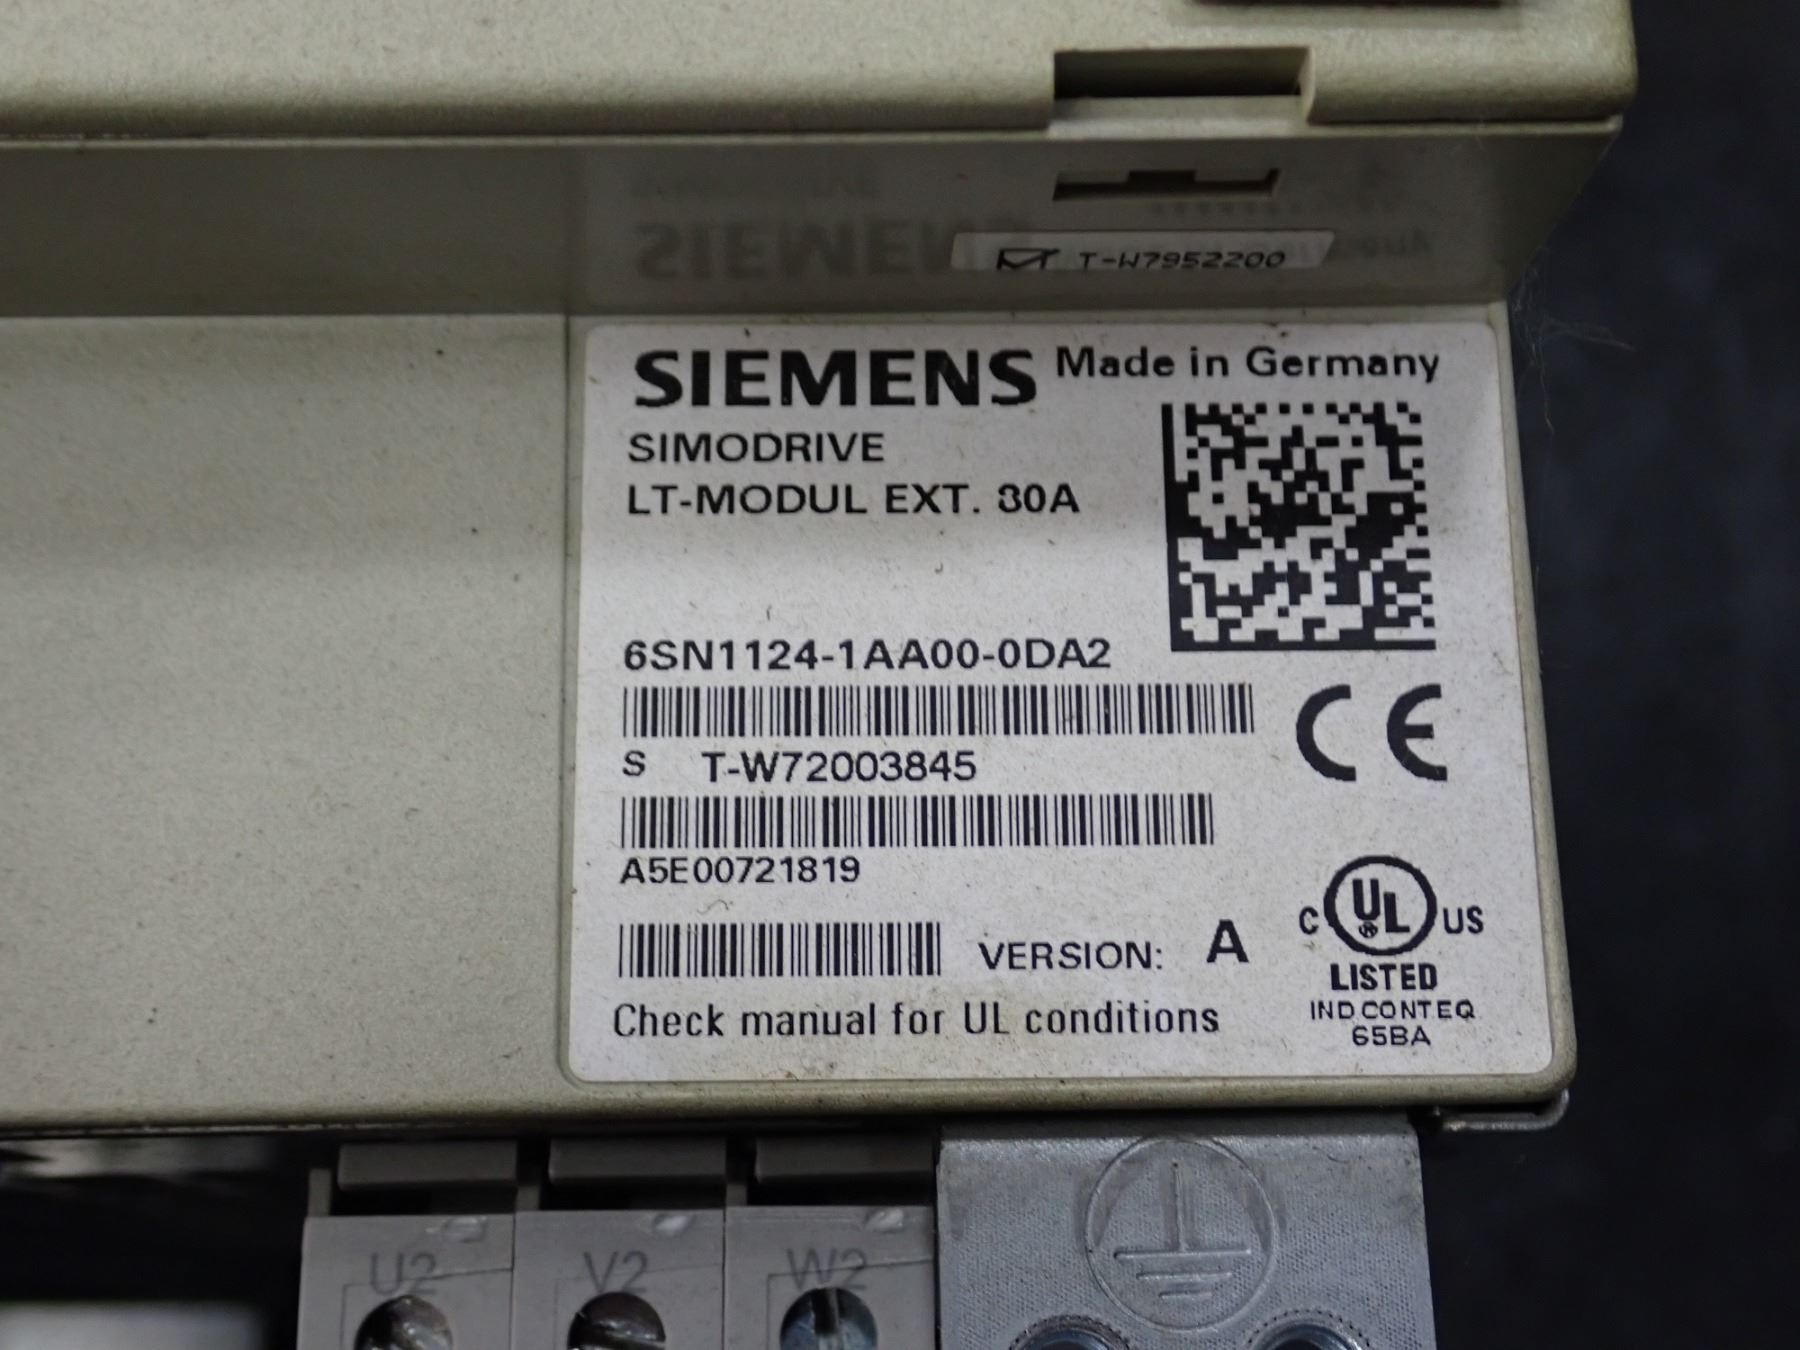 T-W7952200
SIEMENS Made in Germany
SIMODRIVE
LT-MODUL EXT. 80A
6SN1124-1AA00-0DA2
S T-W72003845
A5E00721819
VERSION: A
Check manual for UL conditions
CE
C UL US
LISTED
IND.CONT.EQ
65BA
U2 V2 W2